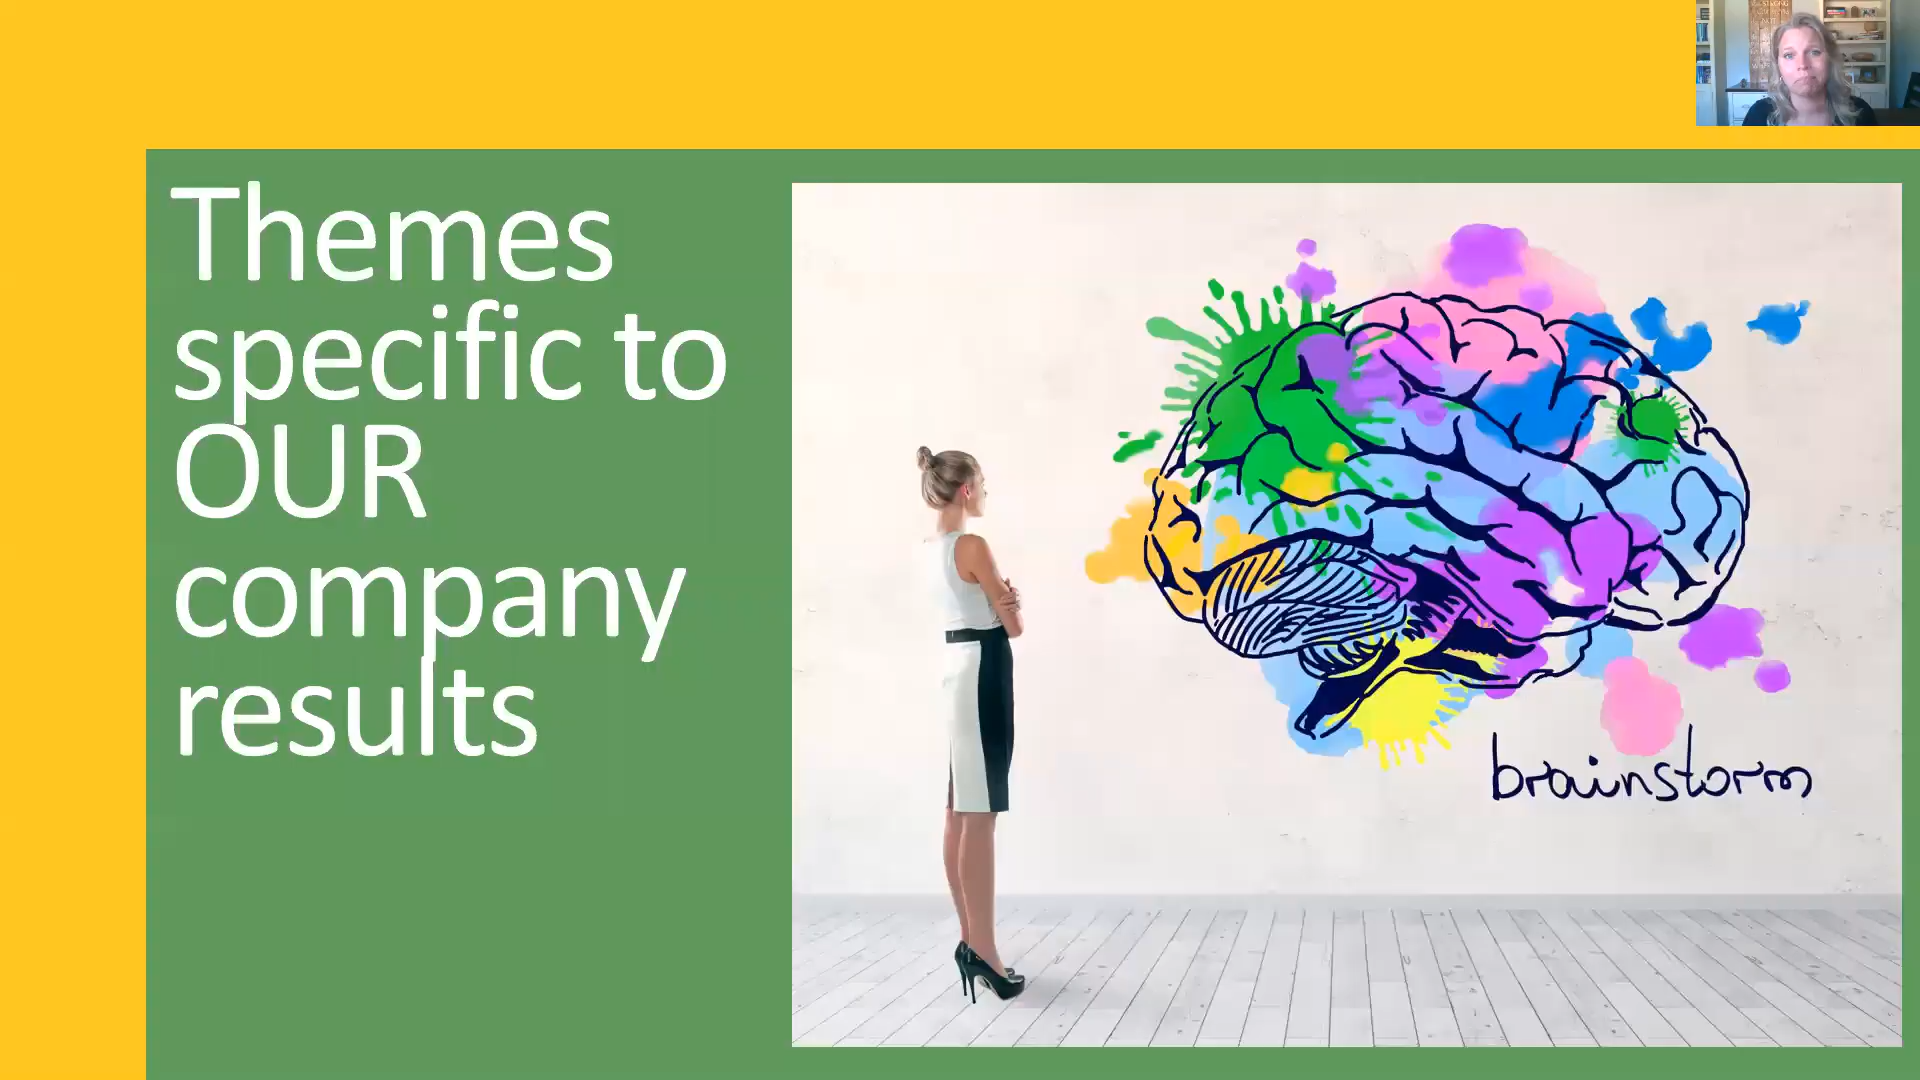 Themes
specific to
OUR
company
results
brainstorm